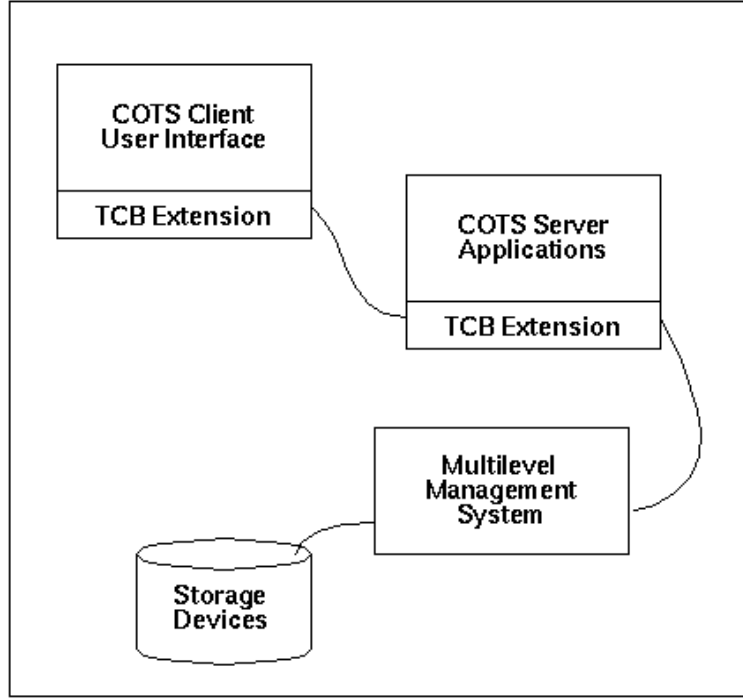 COTS Client
User Interface
TCB Extension
COTS Server
Applications
TCB Extension
Multilevel
Management
System
Storage
Devices